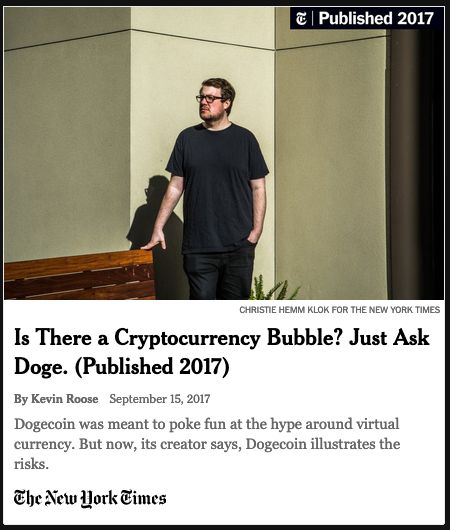 T | Published 2017
CHRISTIE HEMM KLOK FOR THE NEW YORK TIMES
Is There a Cryptocurrency Bubble? Just Ask
Doge. (Published 2017)
By Kevin Roose September 15, 2017
Dogecoin was meant to poke fun at the hype around virtual
currency. But now, its creator says, Dogecoin illustrates the
risks.
The New York Times